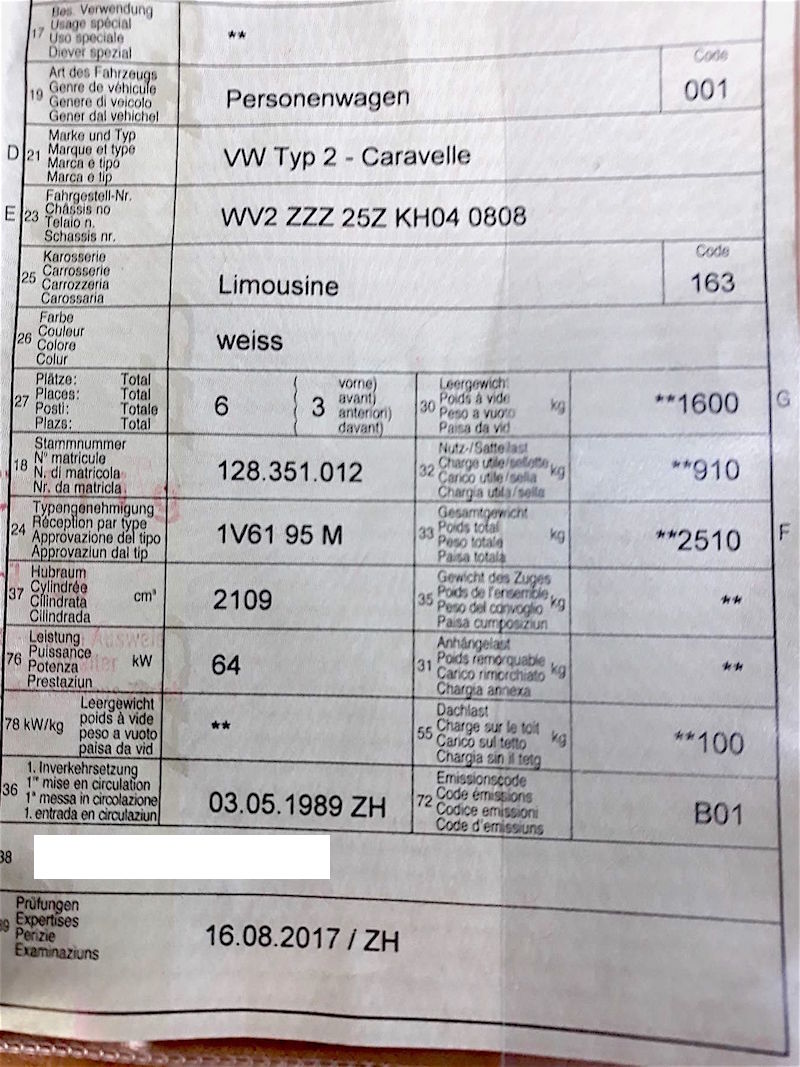 Bes. Verwendung
Usage spécial
17 Uso speciale **
Diever spezial
Art des Fahrzeugs Code
19 Genre de véhicule Personenwagen 001
Genere di veicolo
Gener dal vehichel
Marke und Typ
D 21 Marque et type VW Typ 2 - Caravelle
Marca e tipo
Marca e tip
Fahrgestell-Nr.
E 23 Châssis no WV2 ZZZ 25Z KH04 0808
Telaio n.
Schassis nr.
Karosserie Code
25 Carrosserie Limousine 163
Carrozzeria
Carossaria
Farbe
26 Couleur weiss
Colore
Colur
Plätze: Total vorne) Leergewicht
27 Places: Total 6 ( 3 avant) 30 Poids à vide kg **1600 G
Posti: Totale anteriori) Peso a vuoto
Plazs: Total davant) Paisa da vid
Stammnummer Nutz-/Sattellast
18 N° matricule 128.351.012 32 Charge utile/sellette kg **910
N. di matricola Carico utile/sella
Nr. da matricla Chargia utila/sella
Typengenehmigung Gesamtgewicht
24 Réception par type 1V61 95 M 33 Poids total kg **2510 F
Approvazione del tipo Peso totale
Approvaziun dal tip Paisa totala
Hubraum Gewicht des Zuges
37 Cylindrée cm³ 2109 35 Poids de l'ensemble kg **
Cilindrata Peso del convoglio
Cilindrada Paisa cumposiziun
Leistung Anhängelast
76 Puissance kW 64 31 Poids remorquable kg **
Potenza Carico rimorchiato
Prestaziun Chargia annexa
Leergewicht Dachlast
78 kW/kg poids à vide ** 55 Charge sur le toit kg **100
peso a vuoto Carico sul tetto
paisa da vid Chargia sin il tetg
1. Inverkehrsetzung Emissionscode
36 1re mise en circulation 03.05.1989 ZH 72 Code émissions B01
1a messa in circolazione Codice emissioni
1. entrada en circulaziun Code d'emissiuns
38
Prüfungen
39 Expertises 16.08.2017 / ZH
Perizie
Examinaziuns